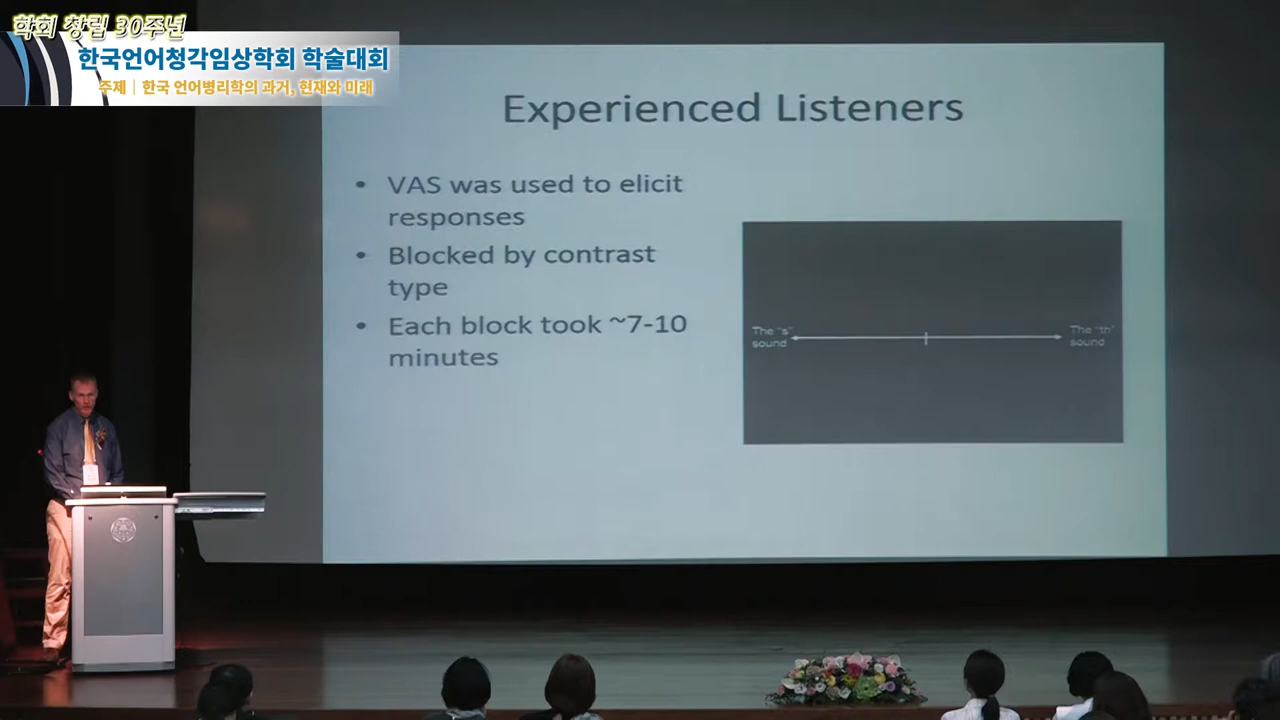 학회 창립 30주년
한국언어청각임상학회 학술대회
주제 | 한국 언어병리학의 과거, 현재와 미래
Experienced Listeners
• VAS was used to elicit
responses
• Blocked by contrast
type
• Each block took ~7-10
minutes
The "s"
sound
The "th"
sound